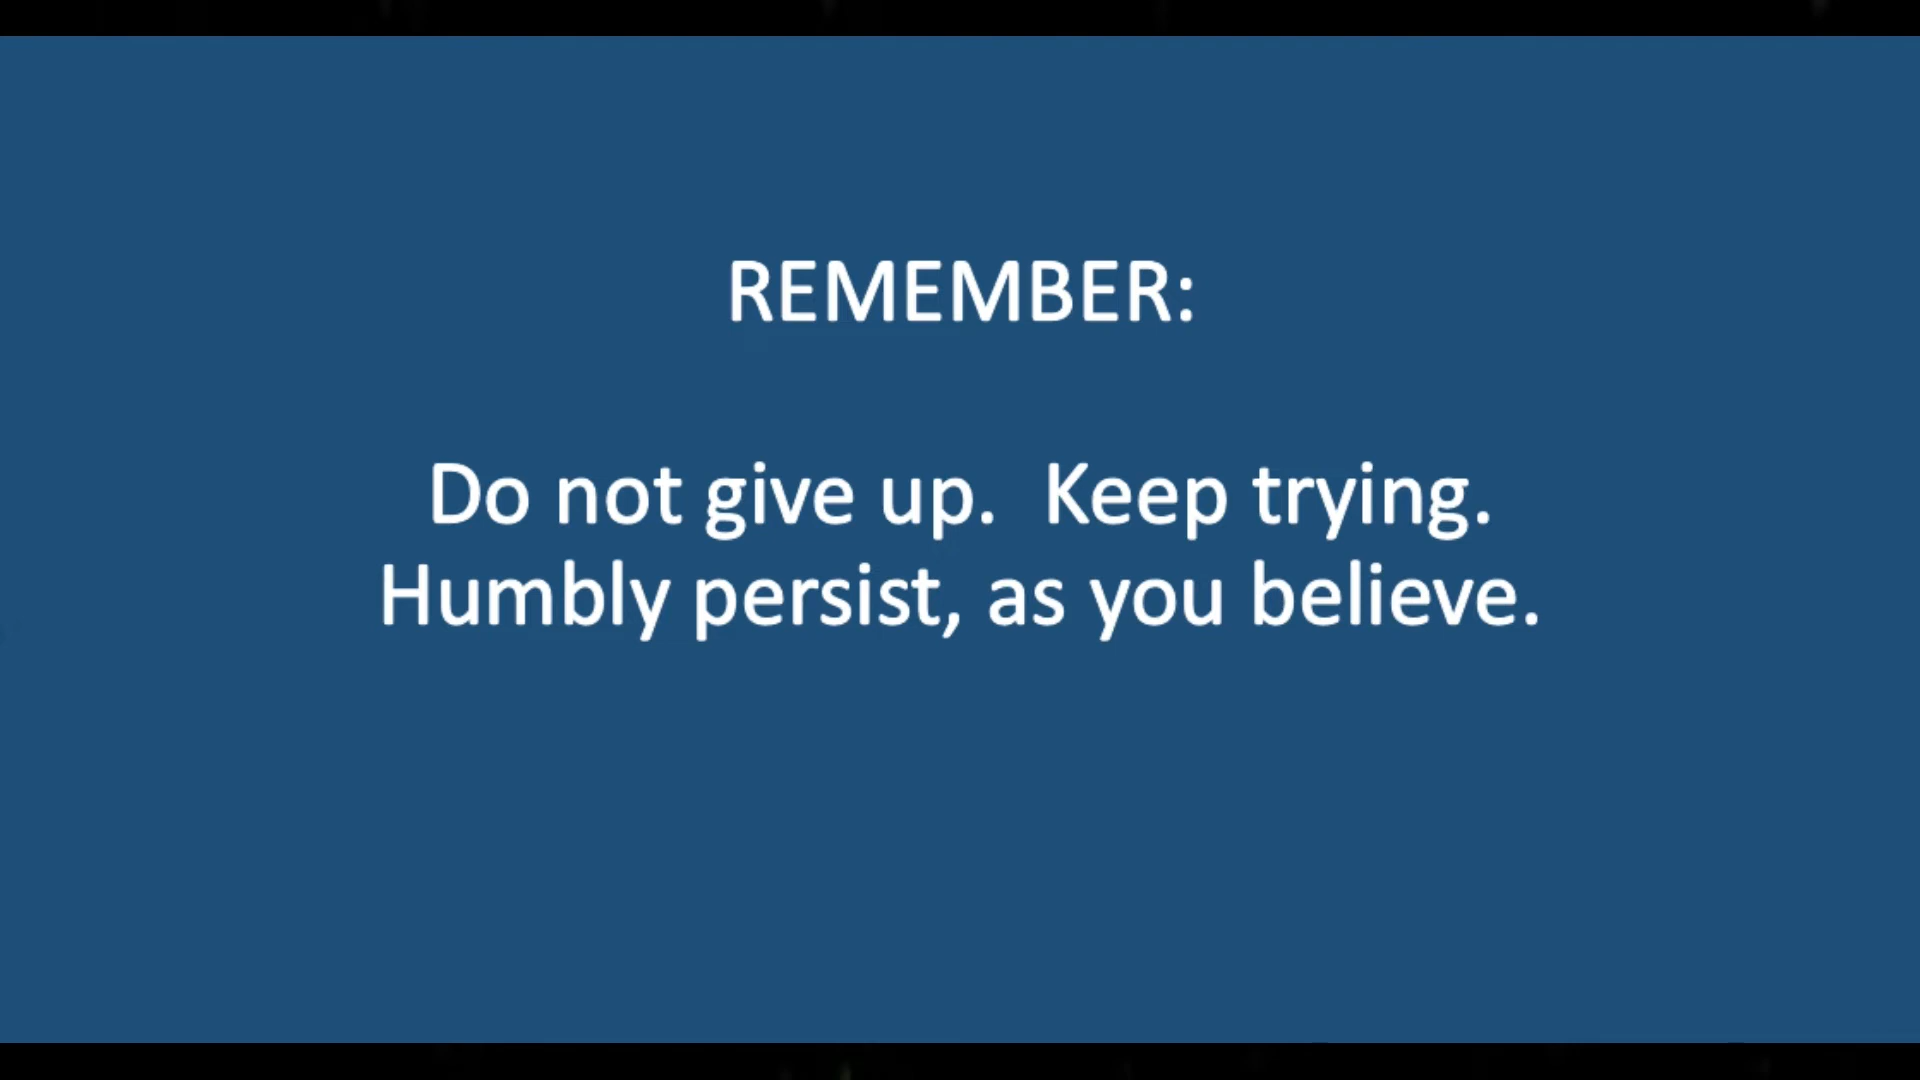 REMEMBER:
Do not give up.  Keep trying.
Humbly persist, as you believe.